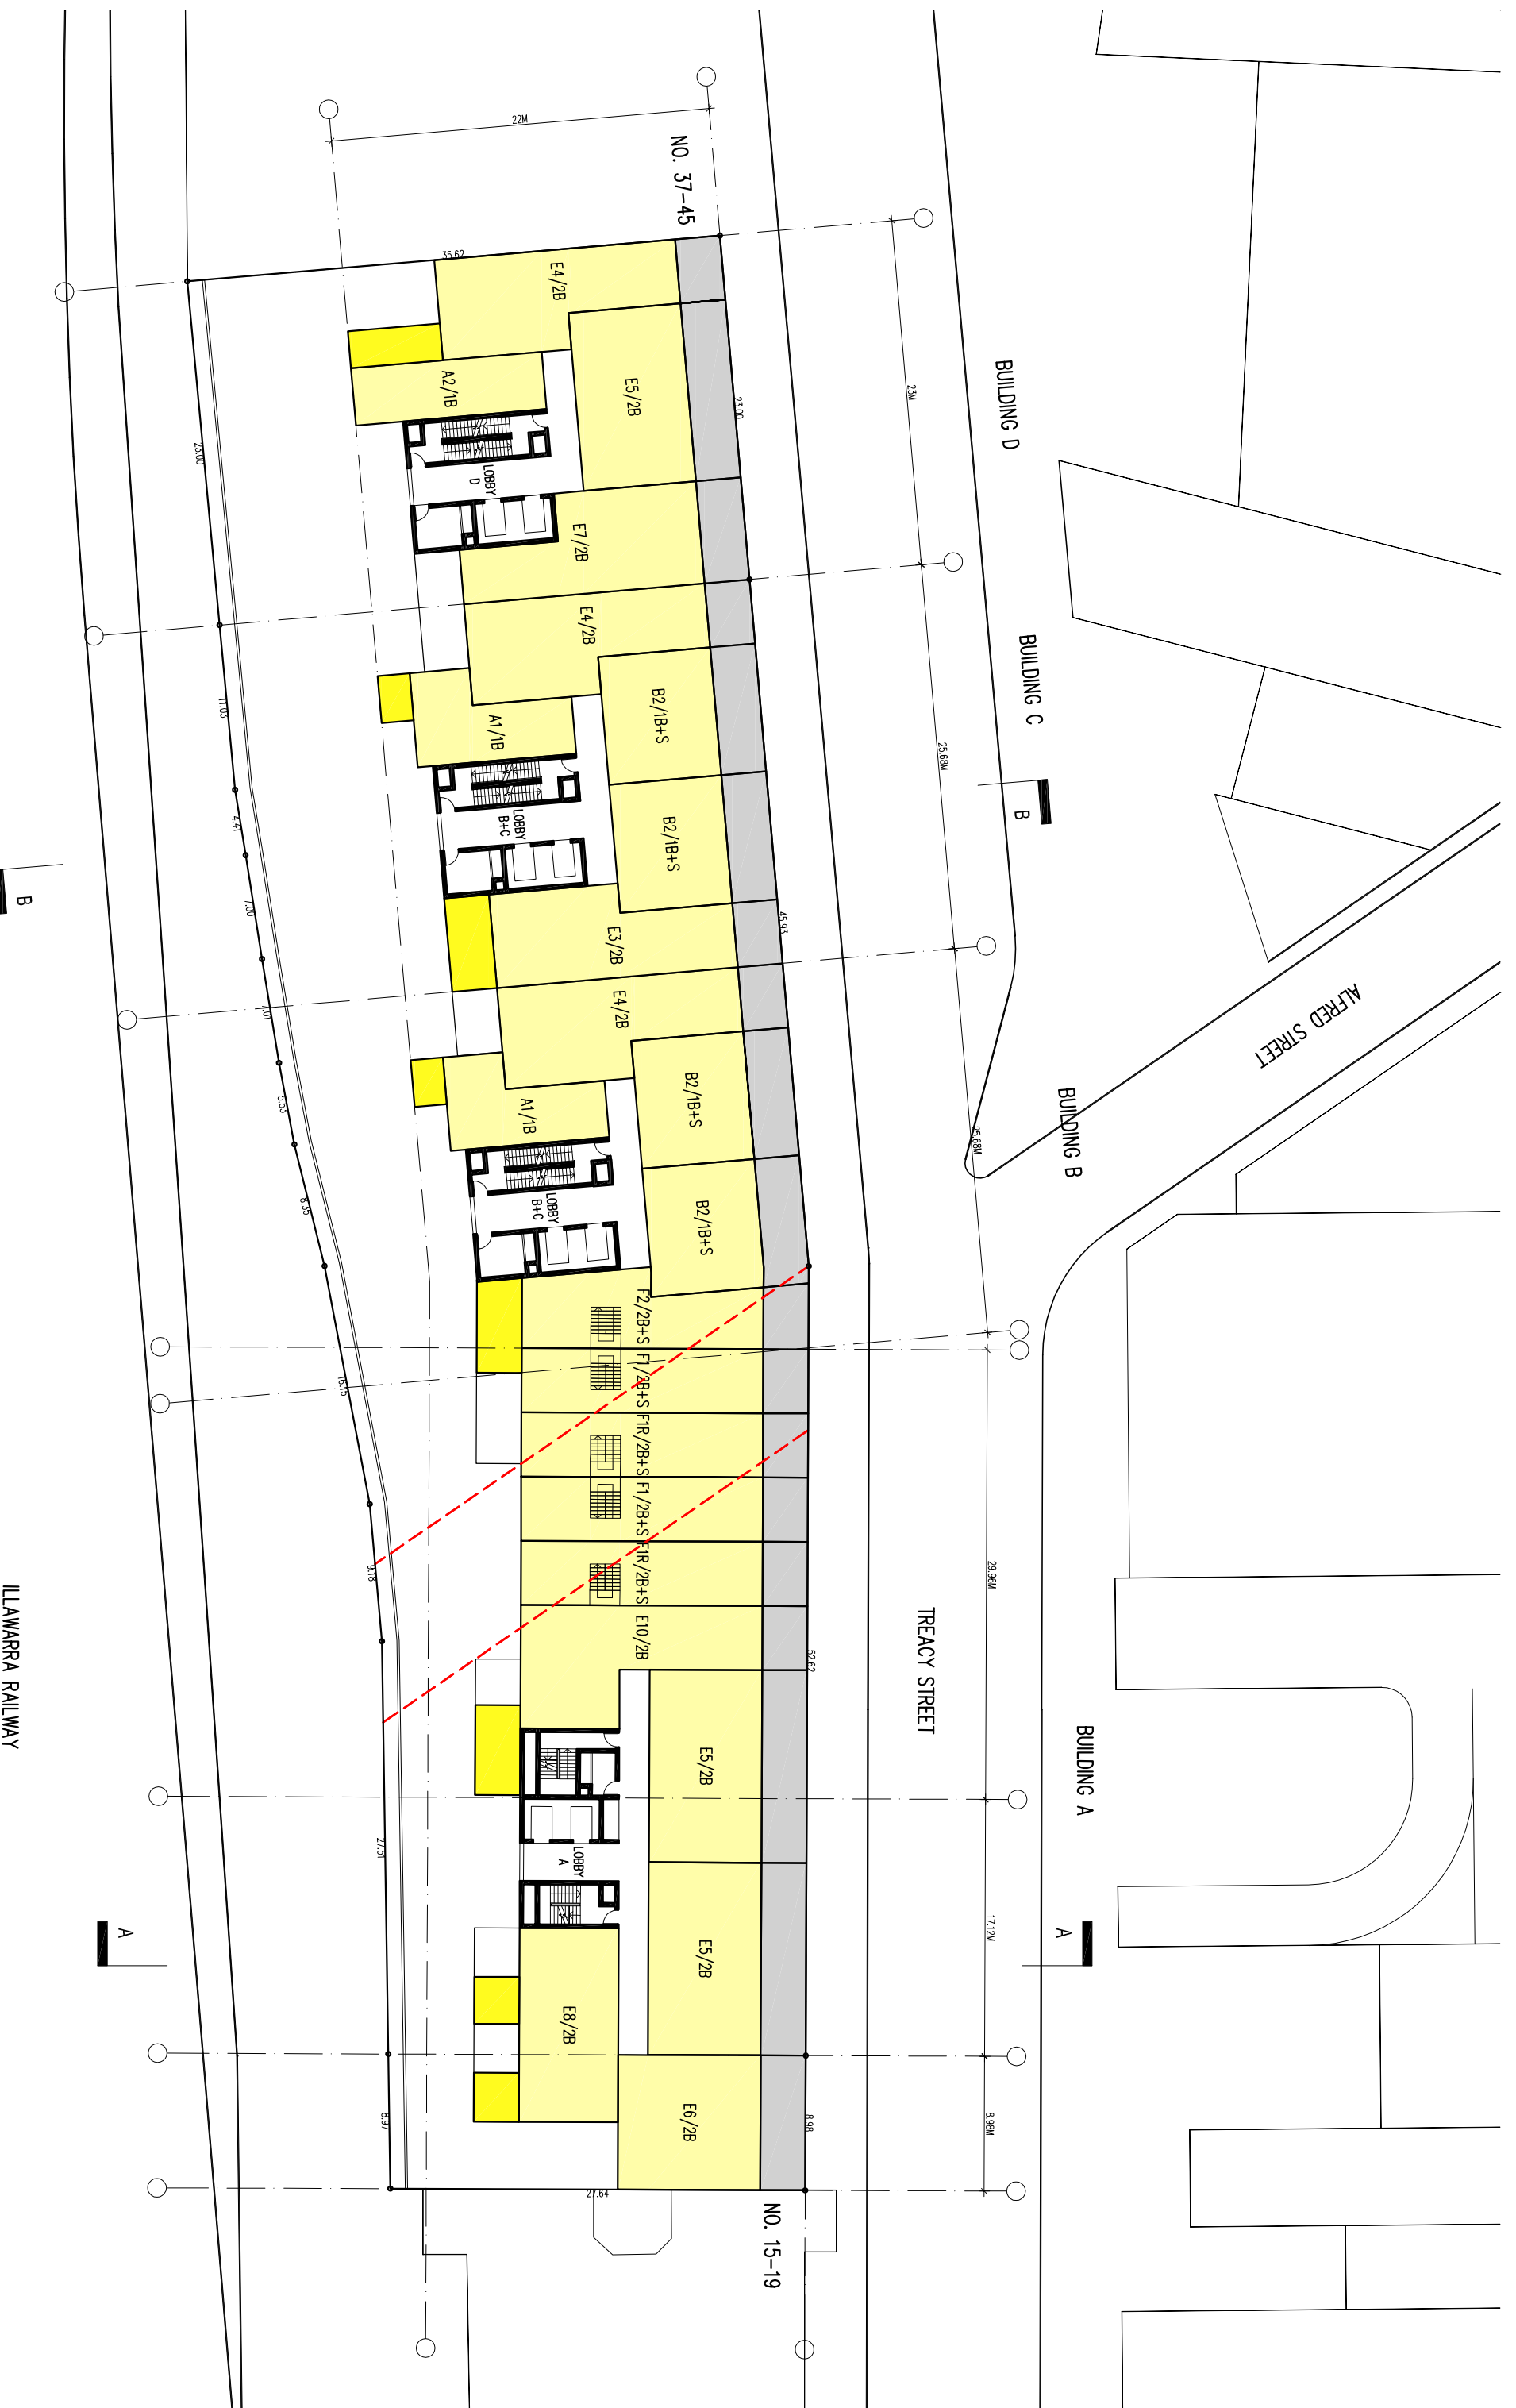 22M
NO. 37-45
35.62
E4/2B
BUILDING D
23M
E5/2B
23.00
A2/1B
23.00
LOBBY
D
E7/2B
E4/2B
BUILDING C
11.03
B2/1B+S
A1/1B
25.68M
B
4.41
LOBBY
B+C
B2/1B+S
B
7.00
45.93
E3/2B
7.01
E4/2B
ALFRED STREET
5.53
A1/1B
B2/1B+S
BUILDING B
25.68M
8.35
LOBBY
B+C
B2/1B+S
F2/2B+S
F1/2B+S
16.15
F1R/2B+S
F1/2B+S
9.18
F1R/2B+S
29.96M
ILLAWARRA RAILWAY
E10/2B
52.62
TREACY STREET
E5/2B
BUILDING A
27.51
LOBBY
A
A
E5/2B
17.12M
A
E8/2B
8.97
E6/2B
8.98
8.98M
27.64
NO. 15-19